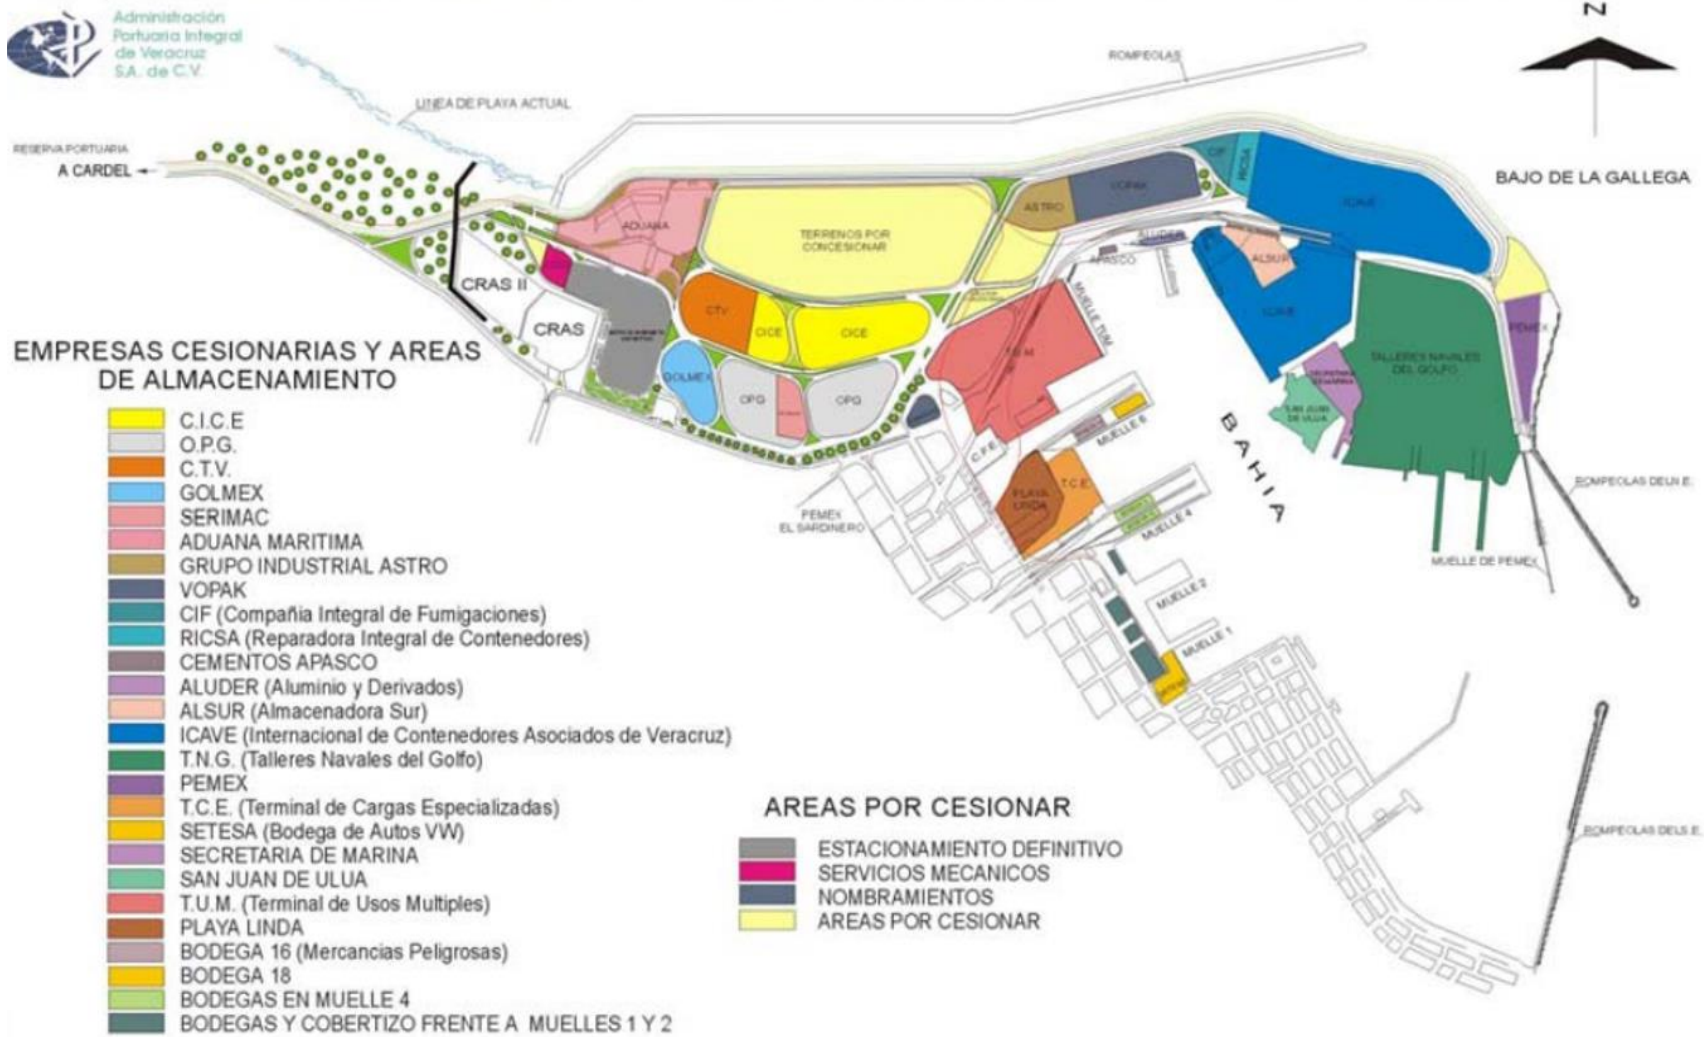 Administración
Portuaria Integral
de Veracruz
S.A. de C.V.
N
ROMPEOLAS
LINEA DE PLAYA ACTUAL
RESERVA PORTUARIA
A CARDEL
BAJO DE LA GALLEGA
CIF
RICSA
VOPAK
ICAVE
ASTRO
ADUANA
TERRENOS POR
CONCESIONAR
ALUDER
APASCO
ALSUR
ICAVE
CRAS II
CRAS
CTV
CICE
CICE
MUELLE TUM
T.U.M.
PEMEX
TALLERES NAVALES
DEL GOLFO
SAN JUAN
DE ULUA
GOLMEX
OPG
OPG
C.P.E.
MUELLE 6
BAHIA
PLAYA
LINDA
T.C.E.
PEMEX
EL SARDINERO
MUELLE 4
ROMPEOLAS DEL N.E.
MUELLE DE PEMEX
MUELLE 2
MUELLE 1
SETESA
ROMPEOLAS DEL S.E.
EMPRESAS CESIONARIAS Y AREAS
DE ALMACENAMIENTO
C.I.C.E
O.P.G.
C.T.V.
GOLMEX
SERIMAC
ADUANA MARITIMA
GRUPO INDUSTRIAL ASTRO
VOPAK
CIF (Compañia Integral de Fumigaciones)
RICSA (Reparadora Integral de Contenedores)
CEMENTOS APASCO
ALUDER (Aluminio y Derivados)
ALSUR (Almacenadora Sur)
ICAVE (Internacional de Contenedores Asociados de Veracruz)
T.N.G. (Talleres Navales del Golfo)
PEMEX
T.C.E. (Terminal de Cargas Especializadas)
SETESA (Bodega de Autos VW)
SECRETARIA DE MARINA
SAN JUAN DE ULUA
T.U.M. (Terminal de Usos Multiples)
PLAYA LINDA
BODEGA 16 (Mercancias Peligrosas)
BODEGA 18
BODEGAS EN MUELLE 4
BODEGAS Y COBERTIZO FRENTE A MUELLES 1 Y 2
AREAS POR CESIONAR
ESTACIONAMIENTO DEFINITIVO
SERVICIOS MECANICOS
NOMBRAMIENTOS
AREAS POR CESIONAR